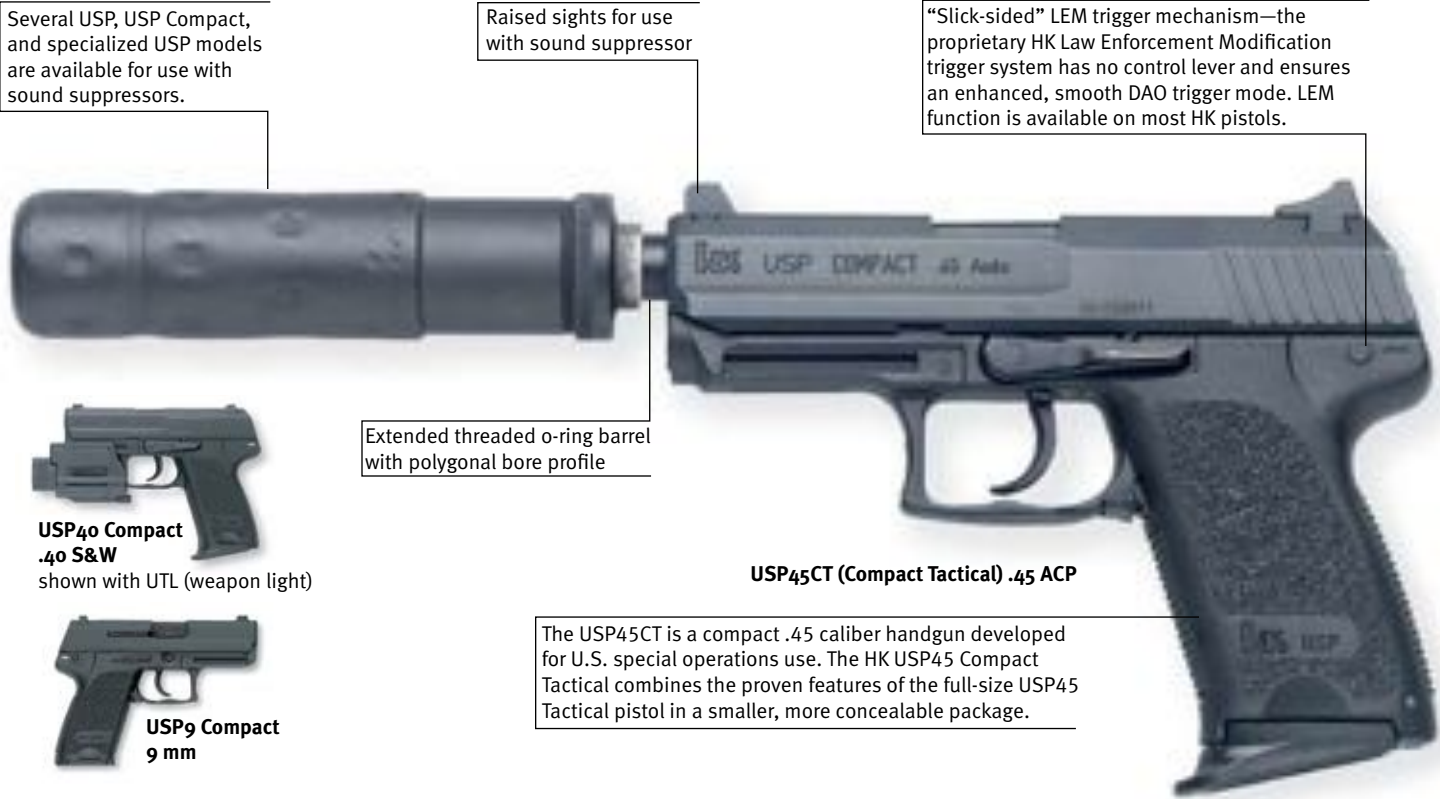 Several USP, USP Compact,
and specialized USP models
are available for use with
sound suppressors.
Raised sights for use
with sound suppressor
“Slick-sided” LEM trigger mechanism—the
proprietary HK Law Enforcement Modification
trigger system has no control lever and ensures
an enhanced, smooth DAO trigger mode. LEM
function is available on most HK pistols.
USP COMPACT .45 Auto
Extended threaded o-ring barrel
with polygonal bore profile
USP40 Compact
.40 S&W
shown with UTL (weapon light)
USP45CT (Compact Tactical) .45 ACP
The USP45CT is a compact .45 caliber handgun developed
for U.S. special operations use. The HK USP45 Compact
Tactical combines the proven features of the full-size USP45
Tactical pistol in a smaller, more concealable package.
USP
USP9 Compact
9 mm